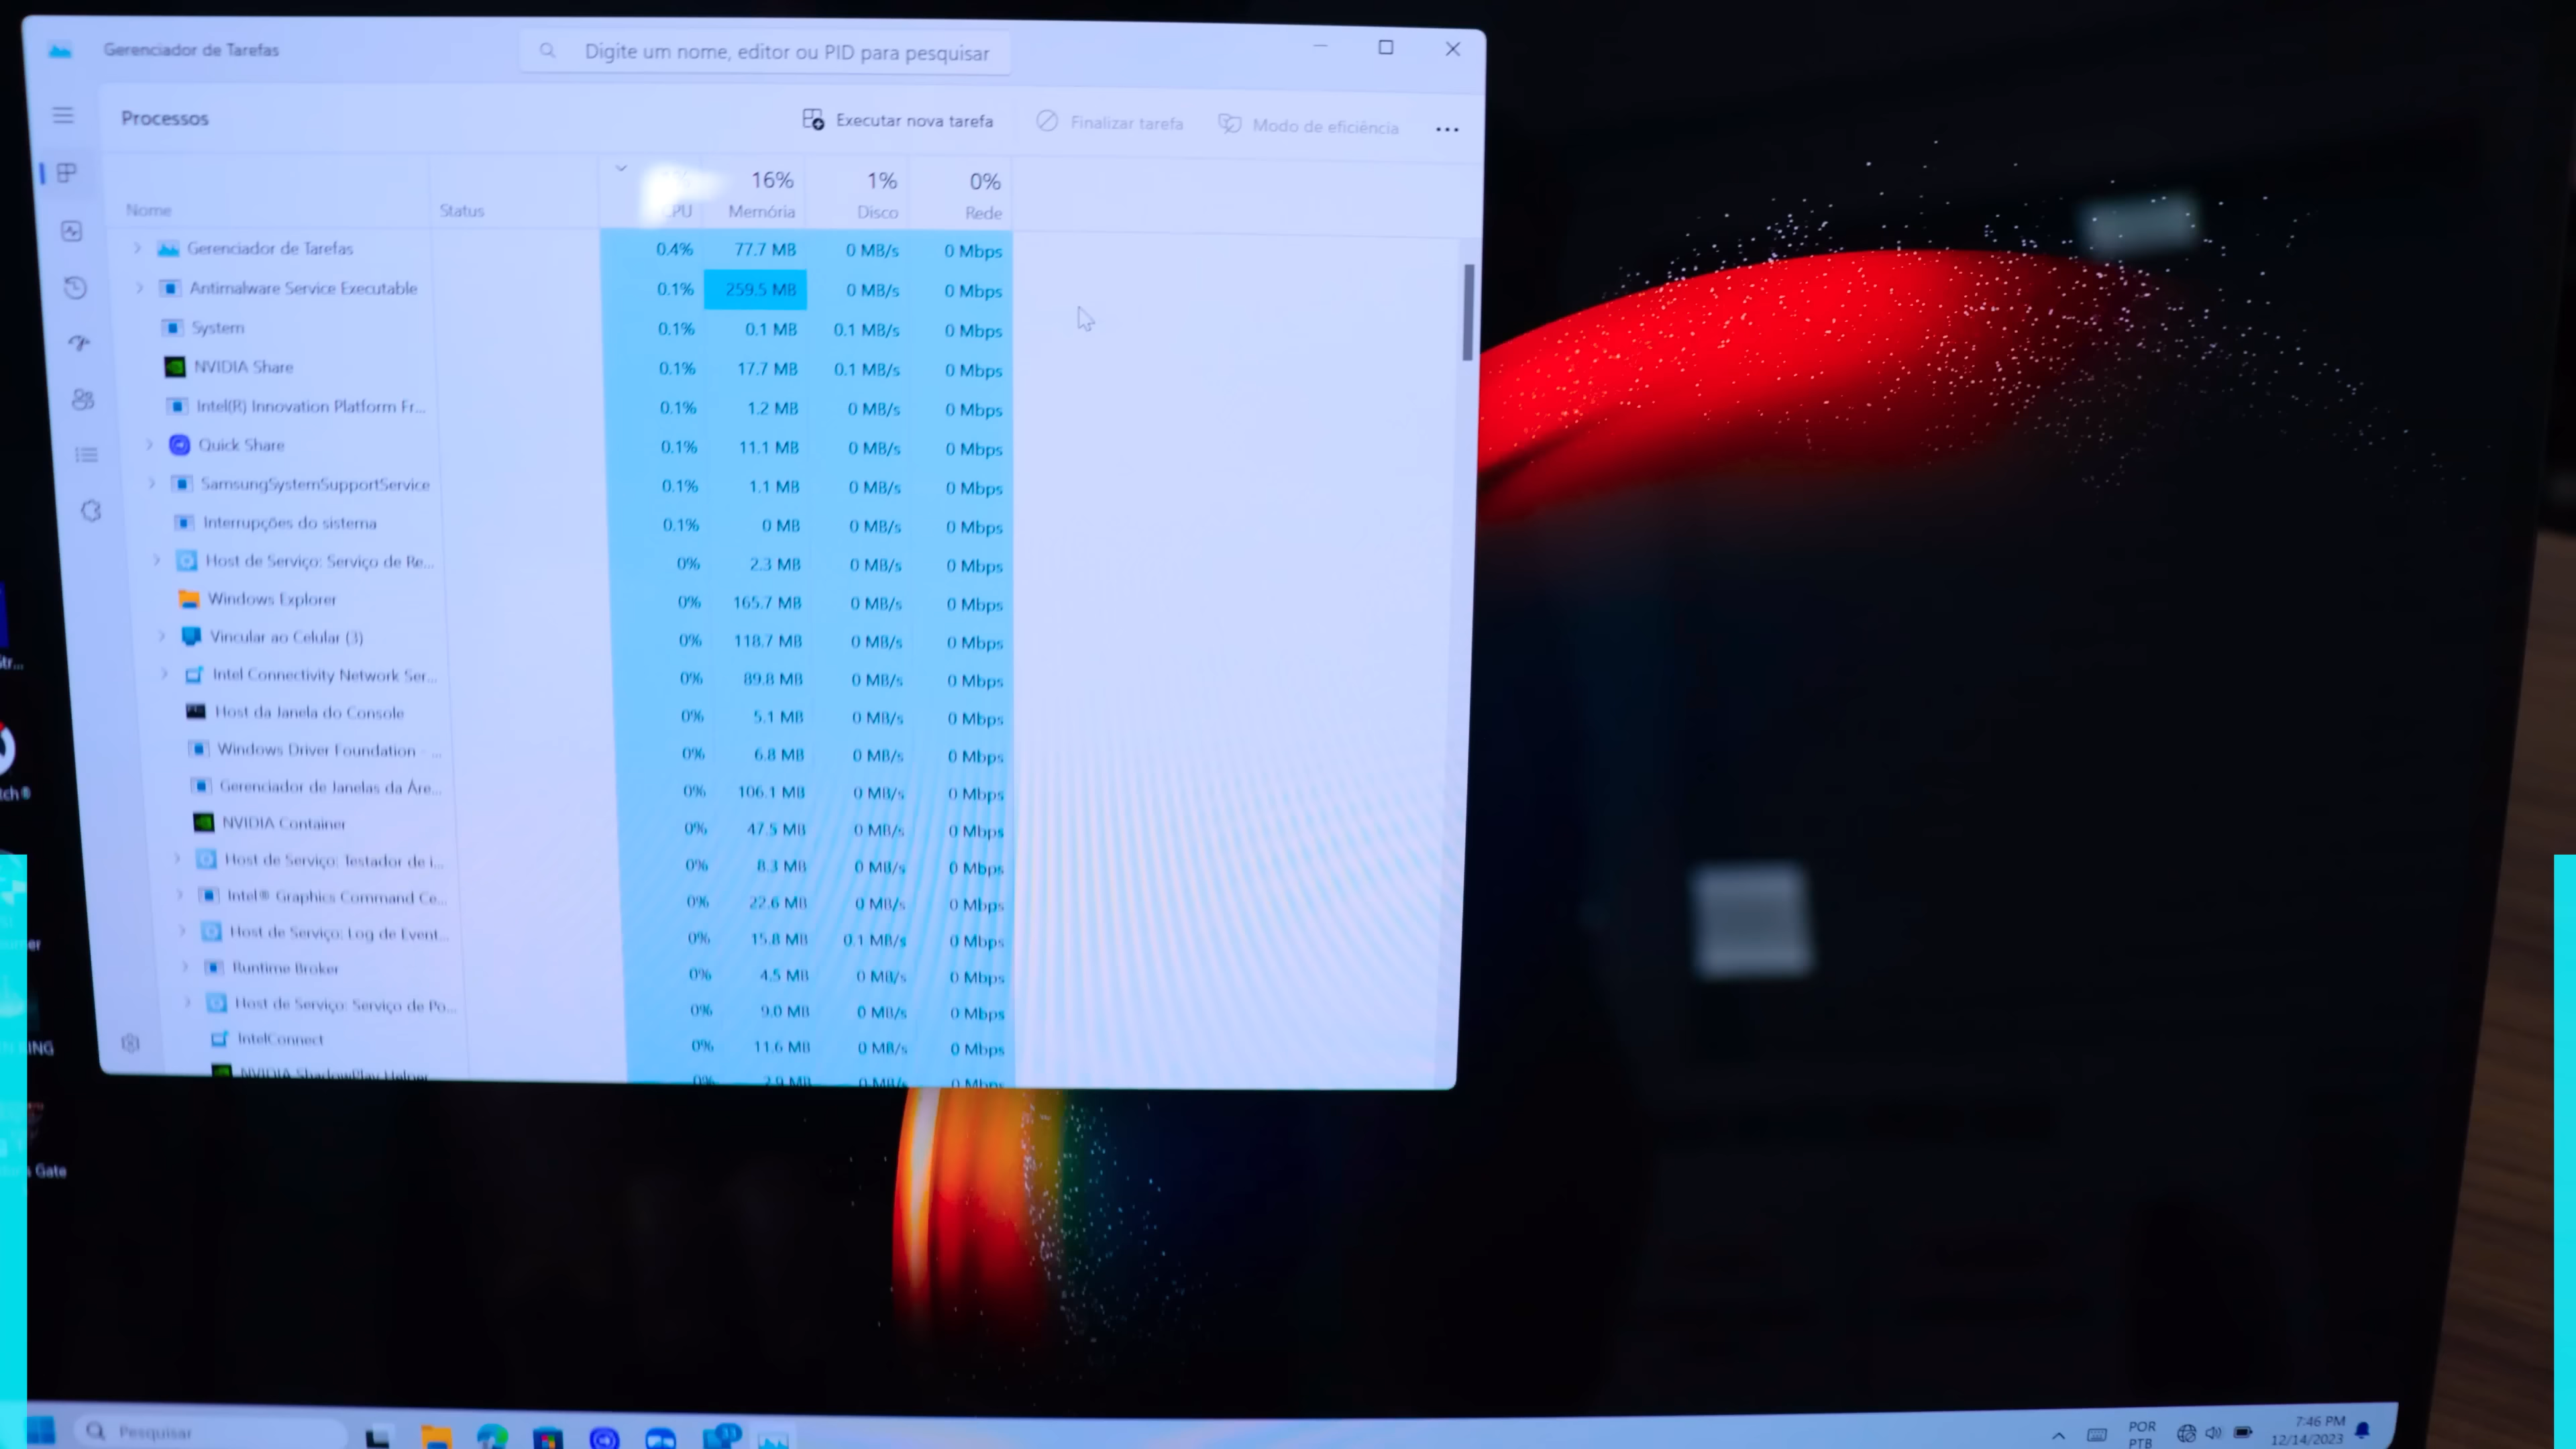 Gerenciador de Tarefas
Digite um nome, editor ou PID para pesquisar
Processos
Executar nova tarefa
Finalizar tarefa
Modo de eficiência
16% 1% 0%
Nome Status CPU Memória Disco Rede
Gerenciador de Tarefas 0.4% 77.7 MB 0 MB/s 0 Mbps
Antimalware Service Executable 0.1% 259.5 MB 0 MB/s 0 Mbps
System 0.1% 0.1 MB 0.1 MB/s 0 Mbps
NVIDIA Share 0.1% 17.7 MB 0.1 MB/s 0 Mbps
Intel(R) Innovation Platform Fr... 0.1% 1.2 MB 0 MB/s 0 Mbps
Quick Share 0.1% 11.1 MB 0 MB/s 0 Mbps
SamsungSystemSupportService 0.1% 1.1 MB 0 MB/s 0 Mbps
Interrupções do sistema 0.1% 0 MB 0 MB/s 0 Mbps
Host de Serviço: Serviço de Re... 0% 2.3 MB 0 MB/s 0 Mbps
Windows Explorer 0% 165.7 MB 0 MB/s 0 Mbps
Vincular ao Celular (3) 0% 118.7 MB 0 MB/s 0 Mbps
Intel Connectivity Network Ser... 0% 89.8 MB 0 MB/s 0 Mbps
Host da Janela do Console 0% 5.1 MB 0 MB/s 0 Mbps
Windows Driver Foundation ... 0% 6.8 MB 0 MB/s 0 Mbps
Gerenciador de Janelas da Áre... 0% 106.1 MB 0 MB/s 0 Mbps
NVIDIA Container 0% 47.5 MB 0 MB/s 0 Mbps
Host de Serviço: Testador de i... 0% 8.3 MB 0 MB/s 0 Mbps
Intel® Graphics Command Ce... 0% 22.6 MB 0 MB/s 0 Mbps
Host de Serviço: Log de Event... 0% 15.8 MB 0.1 MB/s 0 Mbps
Runtime Broker 0% 4.5 MB 0 MB/s 0 Mbps
Host de Serviço: Serviço de Po... 0% 9.0 MB 0 MB/s 0 Mbps
IntelConnect 0% 11.6 MB 0 MB/s 0 Mbps
NVIDIA ShadowPlay Helper 0% 2.9 MB 0 MB/s 0 Mbps
Gate
Pesquisar
33
POR
PTB
7:46 PM
12/14/2023